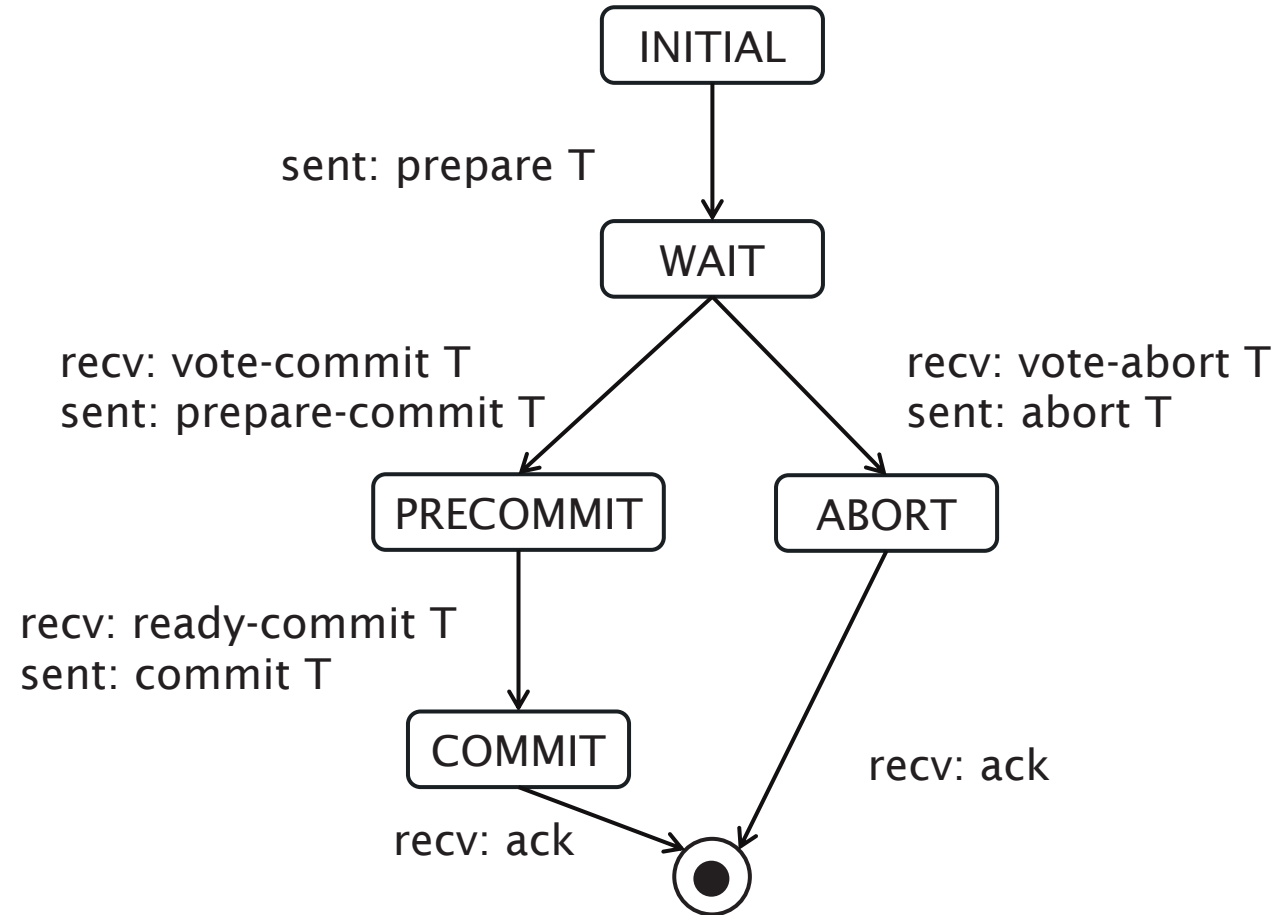 INITIAL
sent: prepare T
WAIT
recv: vote-commit T
sent: prepare-commit T
recv: vote-abort T
sent: abort T
PRECOMMIT
ABORT
recv: ready-commit T
sent: commit T
COMMIT
recv: ack
recv: ack